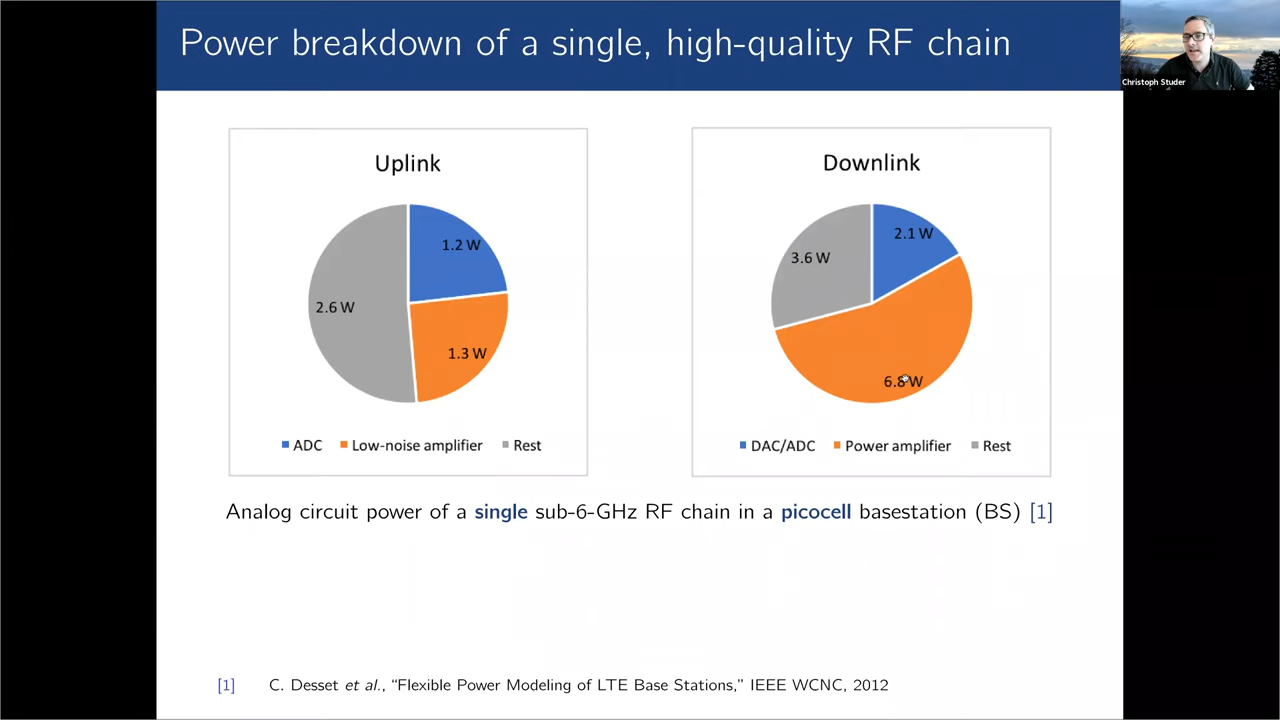 Power breakdown of a single, high-quality RF chain
Christoph Studer
Uplink
1.2 W
2.6 W
1.3 W
ADC Low-noise amplifier Rest
Downlink
2.1 W
3.6 W
6.8 W
DAC/ADC Power amplifier Rest
Analog circuit power of a single sub-6-GHz RF chain in a picocell basestation (BS) [1]
[1] C. Desset et al., “Flexible Power Modeling of LTE Base Stations,” IEEE WCNC, 2012